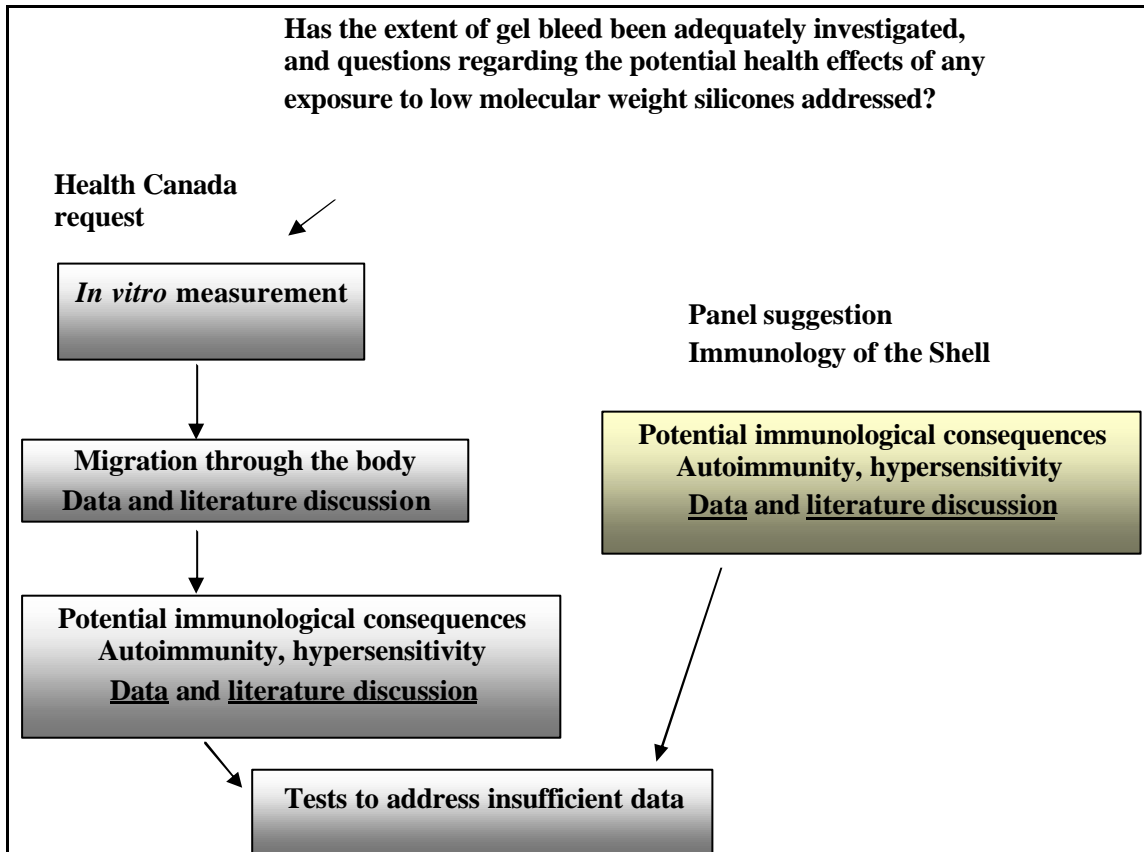 Has the extent of gel bleed been adequately investigated,
and questions regarding the potential health effects of any
exposure to low molecular weight silicones addressed?
Health Canada
request
In vitro measurement
Migration through the body
Data and literature discussion
Potential immunological consequences
Autoimmunity, hypersensitivity
Data and literature discussion
Panel suggestion
Immunology of the Shell
Potential immunological consequences
Autoimmunity, hypersensitivity
Data and literature discussion
Tests to address insufficient data